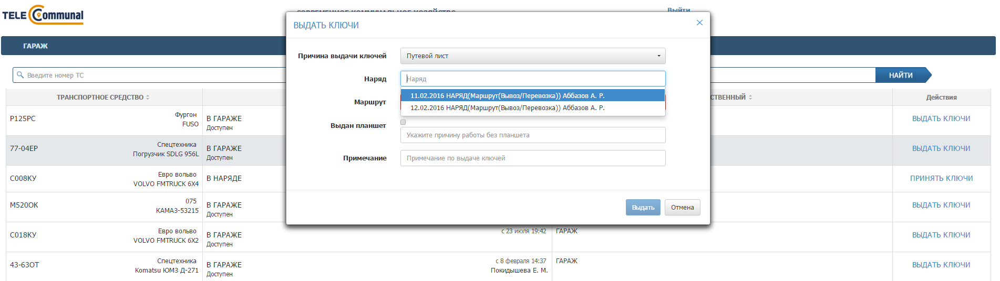 TELE Communal
СОВРЕМЕННОЕ КОММУНАЛЬНОЕ ХОЗЯЙСТВО
Выйти
ГАРАЖ
Введите номер ТС
НАЙТИ
ВЫДАТЬ КЛЮЧИ
Причина выдачи ключей
Путевой лист
Наряд
Наряд
11.02.2016 НАРЯД(Маршрут(Вывоз/Перевозка)) Аббазов А. Р.
12.02.2016 НАРЯД(Маршрут(Вывоз/Перевозка)) Аббазов А. Р.
Маршрут
Выдан планшет
Укажите причину работы без планшета
Примечание
Примечание по выдаче ключей
Выдать
Отмена
ТРАНСПОРТНОЕ СРЕДСТВО
СТВЕННЫЙ
Действия
Р125РС
Фургон
FUSO
В ГАРАЖЕ
Доступен
ВЫДАТЬ КЛЮЧИ
77-04ЕР
Спецтехника
Погрузчик SDLG 956L
В ГАРАЖЕ
Доступен
ВЫДАТЬ КЛЮЧИ
С008КУ
Евро вольво
VOLVO FMTRUCK 6X4
В НАРЯДЕ
ПРИНЯТЬ КЛЮЧИ
М520ОК
075
КАМАЗ-53215
В ГАРАЖЕ
Доступен
ВЫДАТЬ КЛЮЧИ
С018КУ
Евро вольво
VOLVO FMTRUCK 6X2
В ГАРАЖЕ
Доступен
с 23 июля 19:42
ГАРАЖ
ВЫДАТЬ КЛЮЧИ
43-63ОТ
Спецтехника
Komatsu ЮМЗ Д-271
В ГАРАЖЕ
Доступен
с 8 февраля 14:37
Покидышева Е. М.
ГАРАЖ
ВЫДАТЬ КЛЮЧИ